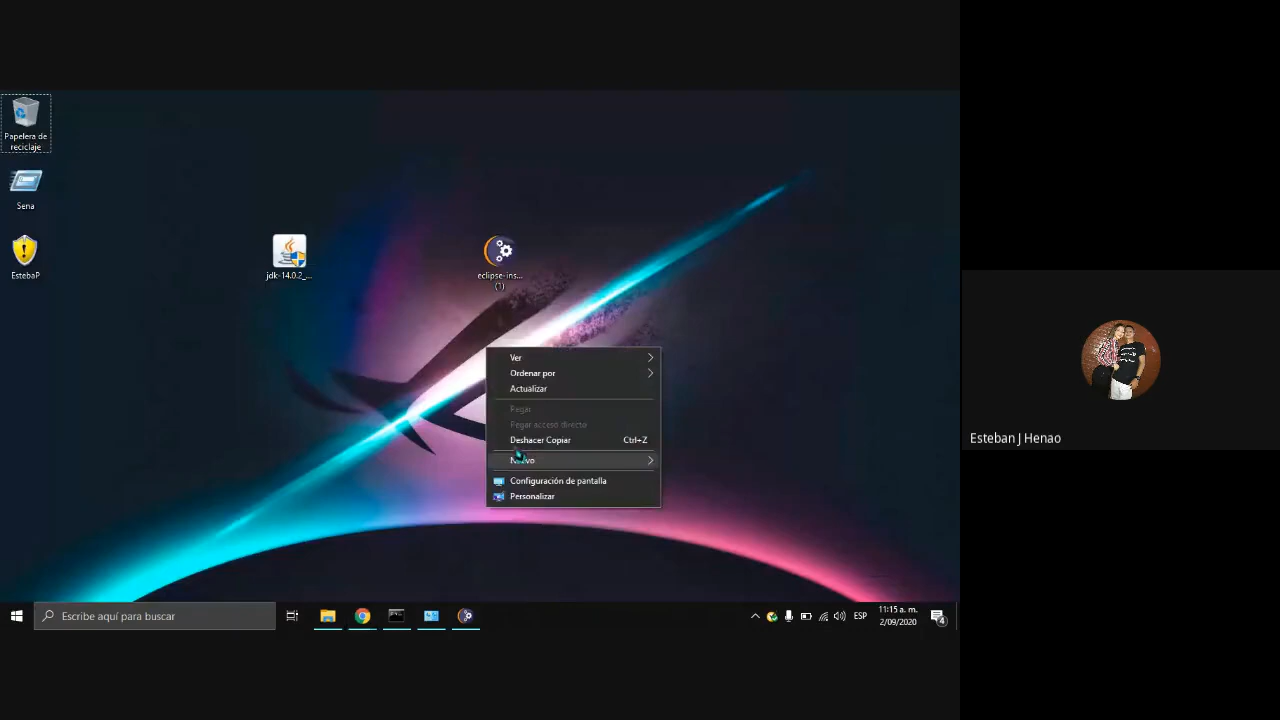 Papelera de
reciclaje
Sena
EstebaP
jdk-14.0.2_...
eclipse-ins...
(1)
Ver
Ordenar por
Actualizar
Pegar
Pegar acceso directo
Deshacer Copiar Ctrl+Z
Nuevo
Configuración de pantalla
Personalizar
Esteban J Henao
Escribe aquí para buscar
ESP
11:15 a. m.
2/09/2020
4